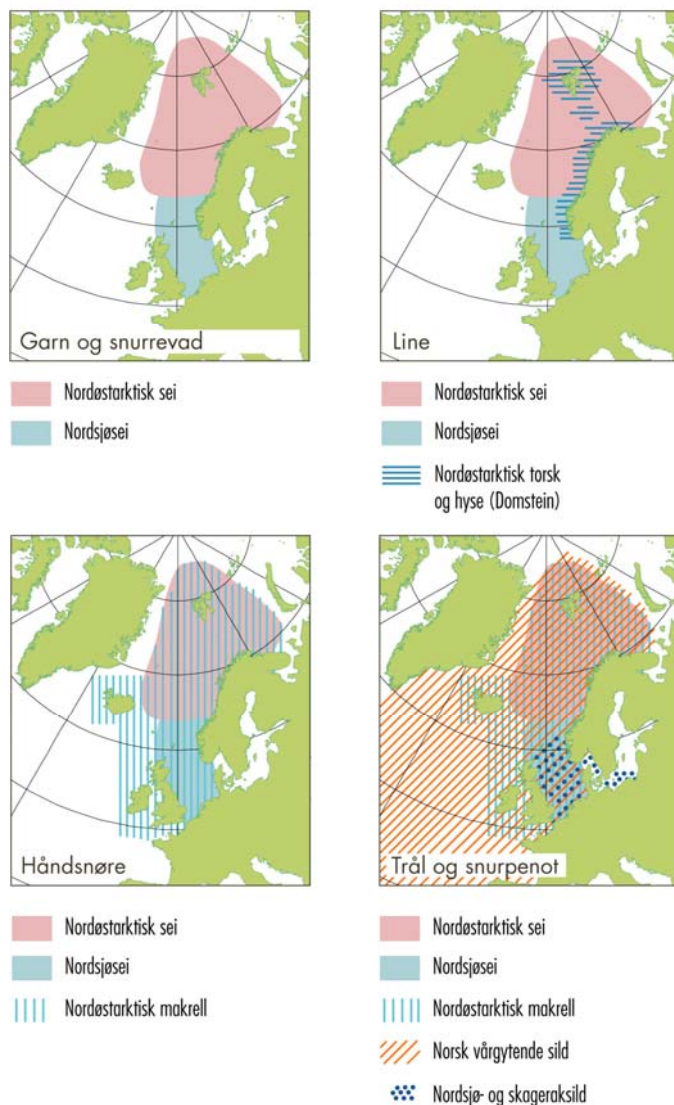 Garn og snurrevad
Nordøstarktisk sei
Nordsjøsei
Line
Nordøstarktisk sei
Nordsjøsei
Nordøstarktisk torsk
og hyse (Domstein)
Håndsnøre
Nordøstarktisk sei
Nordsjøsei
Nordøstarktisk makrell
Trål og snurpenot
Nordøstarktisk sei
Nordsjøsei
Nordøstarktisk makrell
Norsk vårgytende sild
Nordsjø- og skageraksild